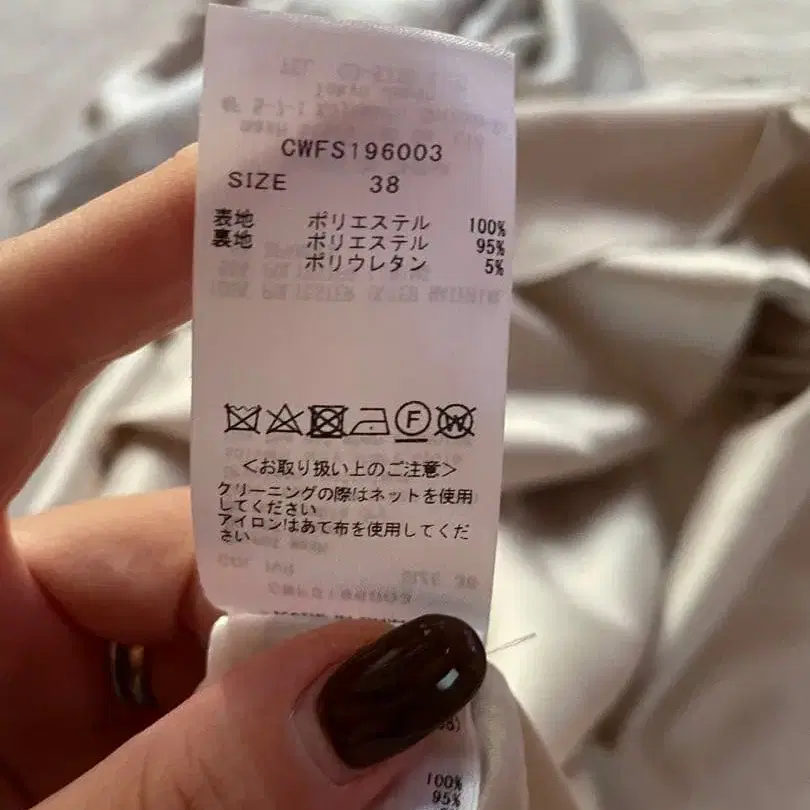 CWFS196003
SIZE 38
表地 ポリエステル 100%
裏地 ポリエステル 95%
ポリウレタン 5%
F W
<お取り扱い上のご注意>
クリーニングの際はネットを使用
してください
アイロンはあて布を使用してくだ
さい
100%
95%